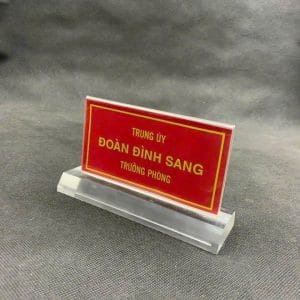 TRUNG ÚY
ĐOÀN ĐÌNH SANG
TRƯỞNG PHÒNG